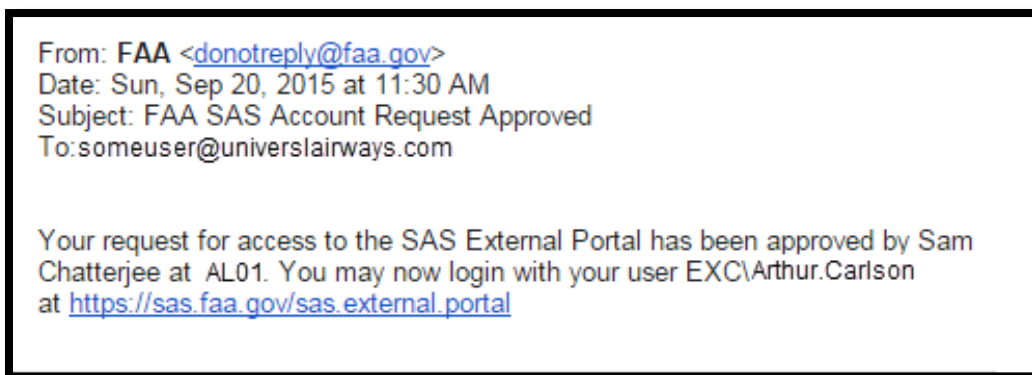 From: FAA <donotreply@faa.gov>
Date: Sun, Sep 20, 2015 at 11:30 AM
Subject: FAA SAS Account Request Approved
To:someuser@universlairways.com
Your request for access to the SAS External Portal has been approved by Sam
Chatterjee at AL01. You may now login with your user EXC\Arthur.Carlson
at https://sas.faa.gov/sas.external.portal